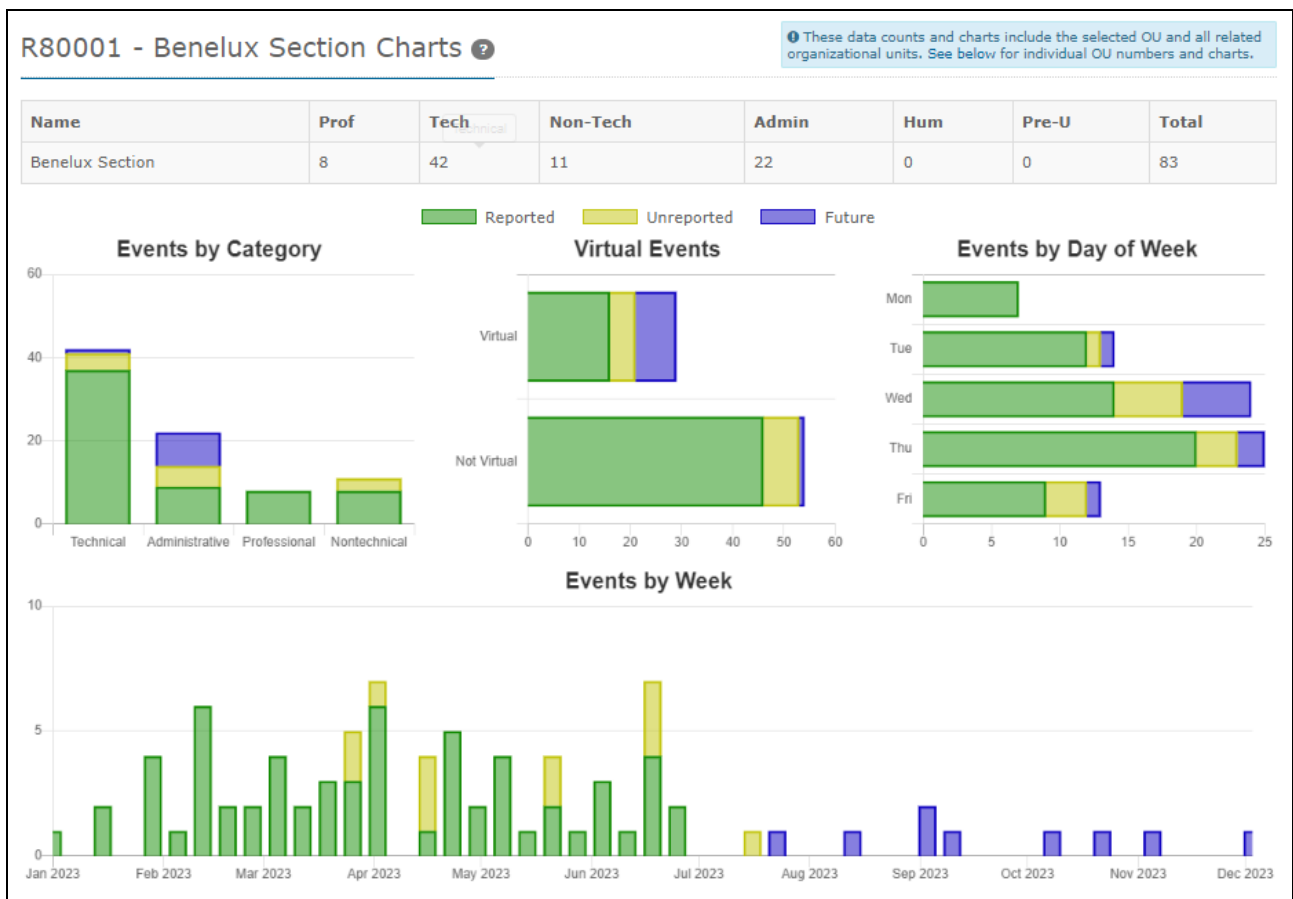 R80001 - Benelux Section Charts ?
These data counts and charts include the selected OU and all related
organizational units. See below for individual OU numbers and charts.
Name Prof Tech Non-Tech Admin Hum Pre-U Total
Technical
Benelux Section 8 42 11 22 0 0 83
Reported Unreported Future
Events by Category
60
40
20
0
Technical Administrative Professional Nontechnical
Virtual Events
Virtual
Not Virtual
0 10 20 30 40 50 60
Events by Day of Week
Mon
Tue
Wed
Thu
Fri
0 5 10 15 20 25
Events by Week
10
5
0
Jan 2023 Feb 2023 Mar 2023 Apr 2023 May 2023 Jun 2023 Jul 2023 Aug 2023 Sep 2023 Oct 2023 Nov 2023 Dec 2023